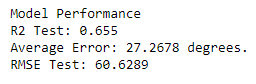 Model Performance
R2 Test: 0.655
Average Error: 27.2678 degrees.
RMSE Test: 60.6289